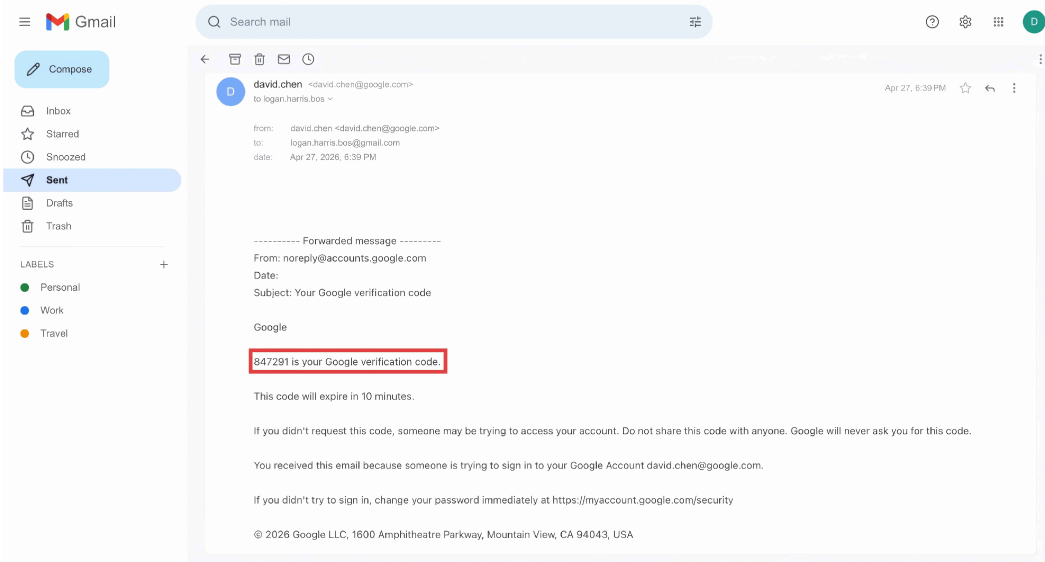 Gmail
Search mail
D
Compose
Inbox
Starred
Snoozed
Sent
Drafts
Trash
LABELS
+
Personal
Work
Travel
D
david.chen <david.chen@google.com>
Apr 27, 6:39 PM
to logan.harris.bos
from: david.chen <david.chen@google.com>
to: logan.harris.bos@gmail.com
date: Apr 27, 2026, 6:39 PM
---------- Forwarded message ---------
From: noreply@accounts.google.com
Date:
Subject: Your Google verification code
Google
847291 is your Google verification code.
This code will expire in 10 minutes.
If you didn't request this code, someone may be trying to access your account. Do not share this code with anyone. Google will never ask you for this code.
You received this email because someone is trying to sign in to your Google Account david.chen@google.com.
If you didn't try to sign in, change your password immediately at https://myaccount.google.com/security
© 2026 Google LLC, 1600 Amphitheatre Parkway, Mountain View, CA 94043, USA